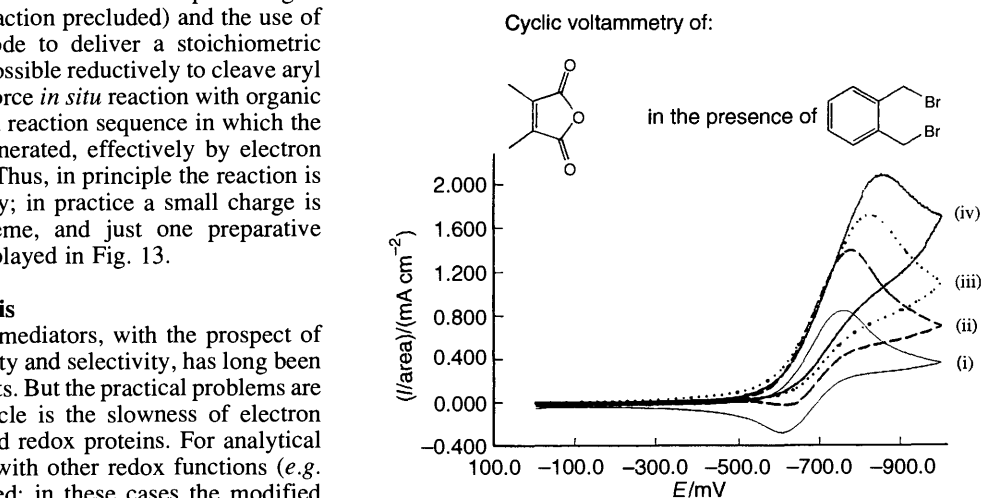 action precluded) and the use of
de to deliver a stoichiometric
ossible reductively to cleave aryl
orce in situ reaction with organic
reaction sequence in which the
nerated, effectively by electron
Thus, in principle the reaction is
y; in practice a small charge is
eme, and just one preparative
played in Fig. 13.
is
mediators, with the prospect of
ty and selectivity, has long been
ts. But the practical problems are
cle is the slowness of electron
d redox proteins. For analytical
with other redox functions (e.g.
ed; in these cases the modified
Cyclic voltammetry of:
O
O
O
in the presence of
Br
Br
(I/area)/(mA cm⁻²)
2.000
1.600
1.200
0.800
0.400
0.000
−0.400
(iv)
(iii)
(ii)
(i)
100.0 −100.0 −300.0 −500.0 −700.0 −900.0
E/mV